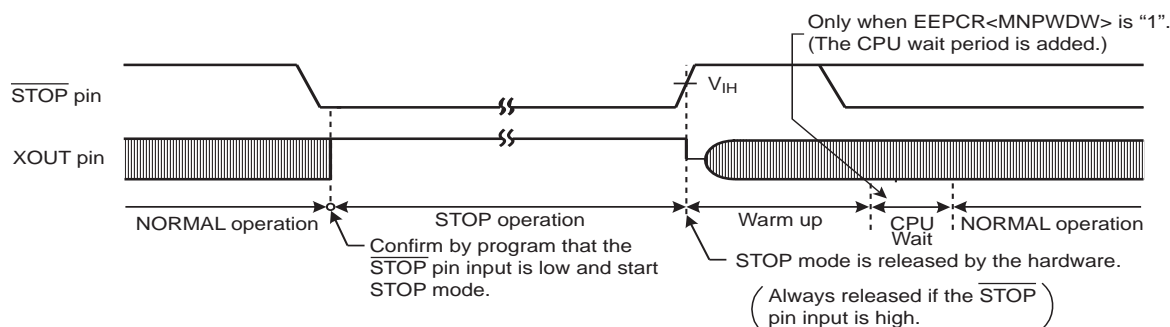 Only when EEPCR<MNPWDW> is “1”.
(The CPU wait period is added.)
STOP pin
VIH
XOUT pin
NORMAL operation
STOP operation
Warm up
CPU
Wait
NORMAL operation
Confirm by program that the
STOP pin input is low and start
STOP mode.
STOP mode is released by the hardware.
( Always released if the STOP )
pin input is high.